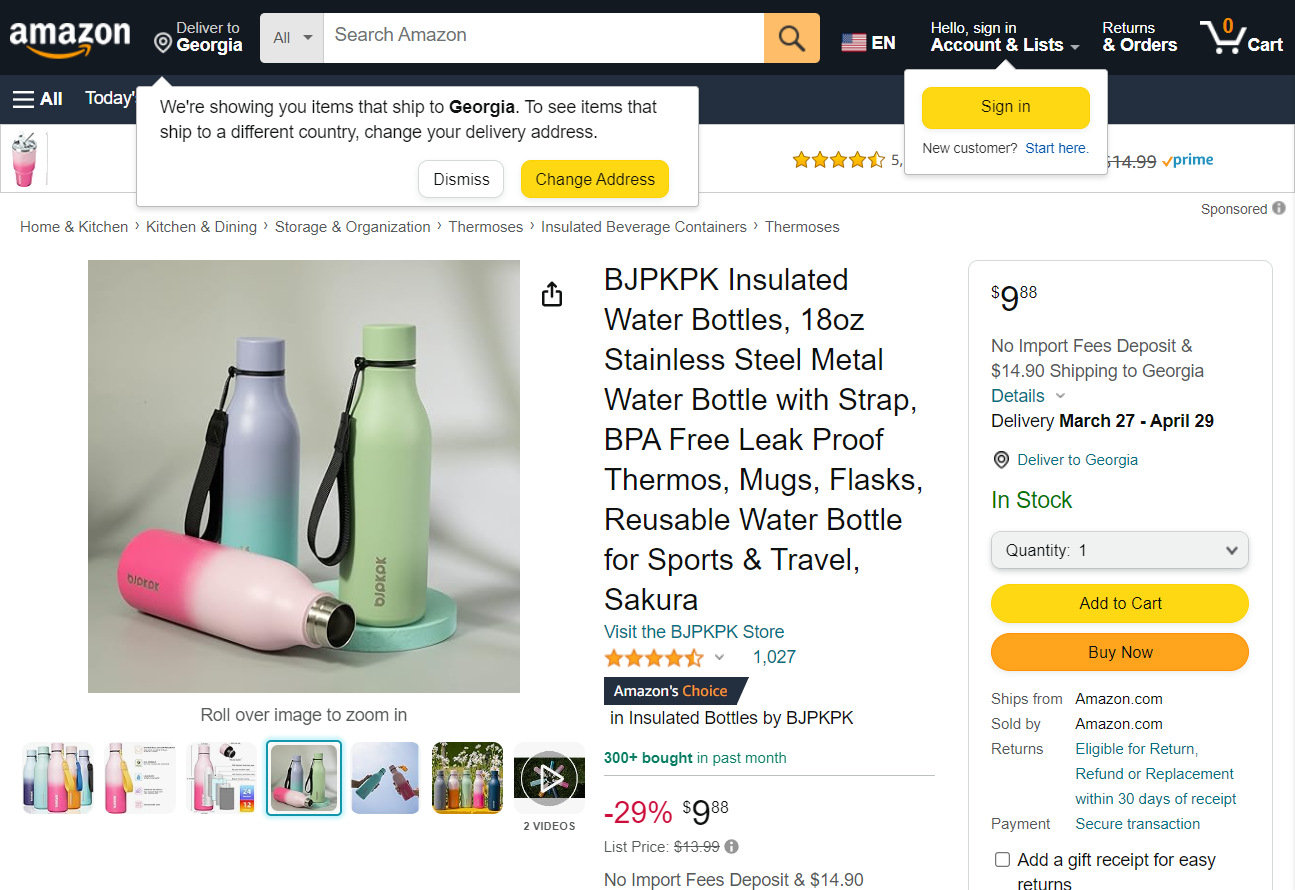 amazon
Deliver to
Georgia
All
Search Amazon
EN
Hello, sign in
Account & Lists
Returns
& Orders
0
Cart
All
Today'
We're showing you items that ship to Georgia. To see items that
ship to a different country, change your delivery address.
Dismiss
Change Address
Sign in
New customer? Start here.
5,
$14.99 prime
Sponsored
Home & Kitchen › Kitchen & Dining › Storage & Organization › Thermoses › Insulated Beverage Containers › Thermoses
BJPKPK
BJPKPK
Roll over image to zoom in
24
12
2 VIDEOS
BJPKPK Insulated
Water Bottles, 18oz
Stainless Steel Metal
Water Bottle with Strap,
BPA Free Leak Proof
Thermos, Mugs, Flasks,
Reusable Water Bottle
for Sports & Travel,
Sakura
Visit the BJPKPK Store
1,027
Amazon's Choice
in Insulated Bottles by BJPKPK
300+ bought in past month
-29% $9 88
List Price: $13.99
No Import Fees Deposit & $14.90
$9 88
No Import Fees Deposit &
$14.90 Shipping to Georgia
Details
Delivery March 27 - April 29
Deliver to Georgia
In Stock
Quantity: 1
Add to Cart
Buy Now
Ships from Amazon.com
Sold by Amazon.com
Returns Eligible for Return,
Refund or Replacement
within 30 days of receipt
Payment Secure transaction
Add a gift receipt for easy
returns